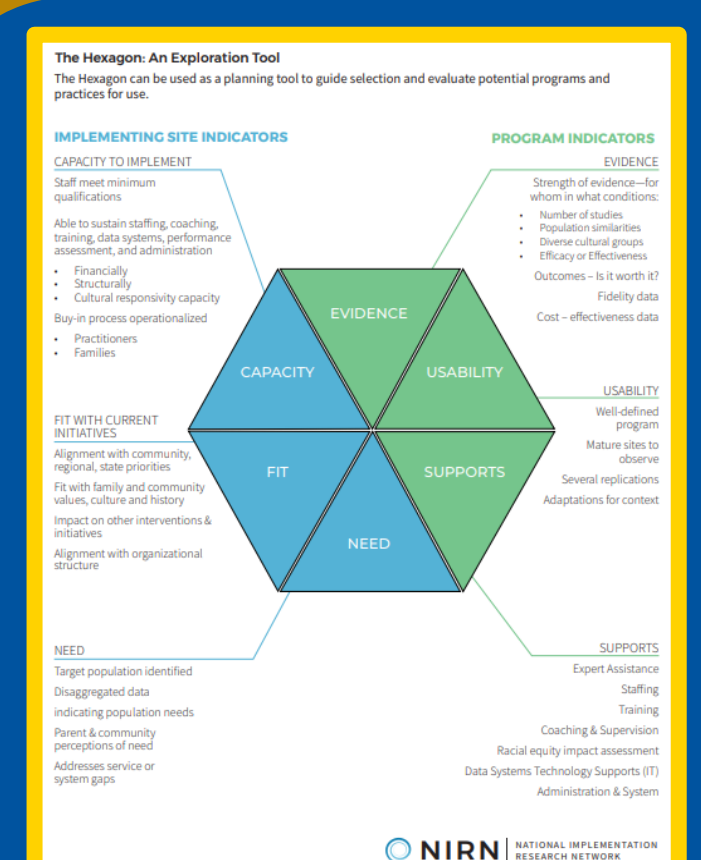 The Hexagon: An Exploration Tool
The Hexagon can be used as a planning tool to guide selection and evaluate potential programs and
practices for use.
IMPLEMENTING SITE INDICATORS
CAPACITY TO IMPLEMENT
Staff meet minimum
qualifications
Able to sustain staffing, coaching,
training, data systems, performance
assessment, and administration
• Financially
• Structurally
• Cultural responsivity capacity
Buy-in process operationalized
• Practitioners
• Families
FIT WITH CURRENT
INITIATIVES
Alignment with community,
regional, state priorities
Fit with family and community
values, culture and history
Impact on other interventions &
initiatives
Alignment with organizational
structure
NEED
Target population identified
Disaggregated data
indicating population needs
Parent & community
perceptions of need
Addresses service or
system gaps
EVIDENCE
CAPACITY
USABILITY
FIT
SUPPORTS
NEED
PROGRAM INDICATORS
EVIDENCE
Strength of evidence—for
whom in what conditions:
• Number of studies
• Population similarities
• Diverse cultural groups
• Efficacy or Effectiveness
Outcomes – Is it worth it?
Fidelity data
Cost – effectiveness data
USABILITY
Well-defined
program
Mature sites to
observe
Several replications
Adaptations for context
SUPPORTS
Expert Assistance
Staffing
Training
Coaching & Supervision
Racial equity impact assessment
Data Systems Technology Supports (IT)
Administration & System
NIRN
NATIONAL IMPLEMENTATION
RESEARCH NETWORK